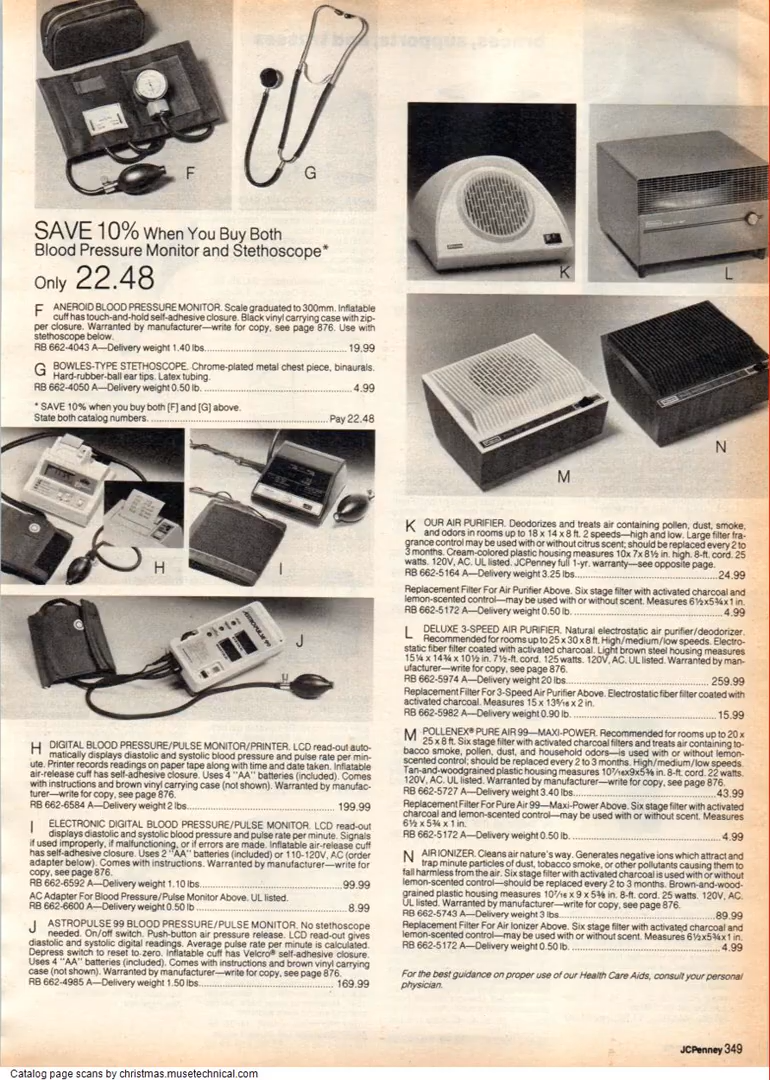 F
G
SAVE 10% When You Buy Both
Blood Pressure Monitor and Stethoscope*
Only 22.48
F ANEROID BLOOD PRESSURE MONITOR. Scale graduated to 300mm. Inflatable
cuff has touch-and-hold self-adhesive closure. Black vinyl carrying case with zip-
per closure. Warranted by manufacturer—write for copy, see page 876. Use with
stethoscope below.
RB 662-4043 A—Delivery weight 1.40 lbs. 19.99
G BOWLES-TYPE STETHOSCOPE. Chrome-plated metal chest piece, binaurals.
Hard-rubber-ball ear tips. Latex tubing.
RB 662-4050 A—Delivery weight 0.50 lb. 4.99
* SAVE 10% when you buy both [F] and [G] above.
State both catalog numbers. Pay 22.48
H
I
J
H DIGITAL BLOOD PRESSURE/PULSE MONITOR/PRINTER. LCD read-out auto-
matically displays diastolic and systolic blood pressure and pulse rate per min-
ute. Printer records readings on paper tape along with time and date taken. Inflatable
air-release cuff has self-adhesive closure. Uses 4 "AA" batteries (included). Comes
with instructions and brown vinyl carrying case (not shown). Warranted by manufac-
turer—write for copy, see page 876.
RB 662-6584 A—Delivery weight 2 lbs. 199.99
I ELECTRONIC DIGITAL BLOOD PRESSURE/PULSE MONITOR. LCD read-out
displays diastolic and systolic blood pressure and pulse rate per minute. Signals
if used improperly, if malfunctioning, or if errors are made. Inflatable air-release cuff
has self-adhesive closure. Uses 2 "AA" batteries (included) or 110-120V, AC (order
adapter below). Comes with instructions. Warranted by manufacturer—write for
copy, see page 876.
RB 662-6592 A—Delivery weight 1.10 lbs. 99.99
AC Adapter For Blood Pressure/Pulse Monitor Above. UL listed.
RB 662-6600 A—Delivery weight 0.50 lb 8.99
J ASTROPULSE 99 BLOOD PRESSURE/PULSE MONITOR. No stethoscope
needed. On/off switch. Push-button air pressure release. LCD read-out gives
diastolic and systolic digital readings. Average pulse rate per minute is calculated.
Depress switch to reset to zero. Inflatable cuff has Velcro® self-adhesive closure.
Uses 4 "AA" batteries (included). Comes with instructions and brown vinyl carrying
case (not shown). Warranted by manufacturer—write for copy, see page 876.
RB 662-4985 A—Delivery weight 1.50 lbs. 169.99
K
L
M
N
K OUR AIR PURIFIER. Deodorizes and treats air containing pollen, dust, smoke,
and odors in rooms up to 18 x 14 x 8 ft. 2 speeds—high and low. Large filter fra-
grance control may be used with or without citrus scent; should be replaced every 2 to
3 months. Cream-colored plastic housing measures 10x 7x 8½ in. high. 8-ft. cord. 25
watts. 120V, AC. UL listed. JCPenney full 1-yr. warranty—see opposite page.
RB 662-5164 A—Delivery weight 3.25 lbs. 24.99
Replacement Filter For Air Purifier Above. Six stage filter with activated charcoal and
lemon-scented control—may be used with or without scent. Measures 6½x5¾x1 in.
RB 662-5172 A—Delivery weight 0.50 lb. 4.99
L DELUXE 3-SPEED AIR PURIFIER. Natural electrostatic air purifier/deodorizer.
Recommended for rooms up to 25 x 30 x 8 ft. High/medium/low speeds. Electro-
static fiber filter coated with activated charcoal. Light brown steel housing measures
15¼ x 14¾ x 10½ in. 7½-ft. cord. 125 watts. 120V, AC. UL listed. Warranted by man-
ufacturer—write for copy, see page 876.
RB 662-5974 A—Delivery weight 20 lbs. 259.99
Replacement Filter For 3-Speed Air Purifier Above. Electrostatic fiber filter coated with
activated charcoal. Measures 15 x 13⁹⁄₁₆ x 2 in.
RB 662-5982 A—Delivery weight 0.90 lb. 15.99
M POLLENEX® PURE AIR 99—MAXI-POWER. Recommended for rooms up to 20 x
25 x 8 ft. Six stage filter with activated charcoal filters and treats air containing to-
bacco smoke, pollen, dust, and household odors—is used with or without lemon-
scented control; should be replaced every 2 to 3 months. High/medium/low speeds.
Tan-and-woodgrained plastic housing measures 10⁷⁄₁₆x9x5⅜ in. 8-ft. cord. 22 watts.
120V, AC. UL listed. Warranted by manufacturer—write for copy, see page 876.
RB 662-5727 A—Delivery weight 3.40 lbs. 43.99
Replacement Filter For Pure Air 99—Maxi-Power Above. Six stage filter with activated
charcoal and lemon-scented control—may be used with or without scent. Measures
6½ x 5¾ x 1 in.
RB 662-5172 A—Delivery weight 0.50 lb. 4.99
N AIR IONIZER. Cleans air nature's way. Generates negative ions which attract and
trap minute particles of dust, tobacco smoke, or other pollutants causing them to
fall harmless from the air. Six stage filter with activated charcoal is used with or without
lemon-scented control—should be replaced every 2 to 3 months. Brown-and-wood-
grained plastic housing measures 10⁷⁄₁₆ x 9 x 5⅜ in. 8-ft. cord. 25 watts. 120V, AC.
UL listed. Warranted by manufacturer—write for copy, see page 876.
RB 662-5743 A—Delivery weight 3 lbs. 89.99
Replacement Filter For Air Ionizer Above. Six stage filter with activated charcoal and
lemon-scented control—may be used with or without scent. Measures 6½x5¾x1 in.
RB 662-5172 A—Delivery weight 0.50 lb. 4.99
For the best guidance on proper use of our Health Care Aids, consult your personal
physician.
JCPenney 349
Catalog page scans by christmas.musetechnical.com